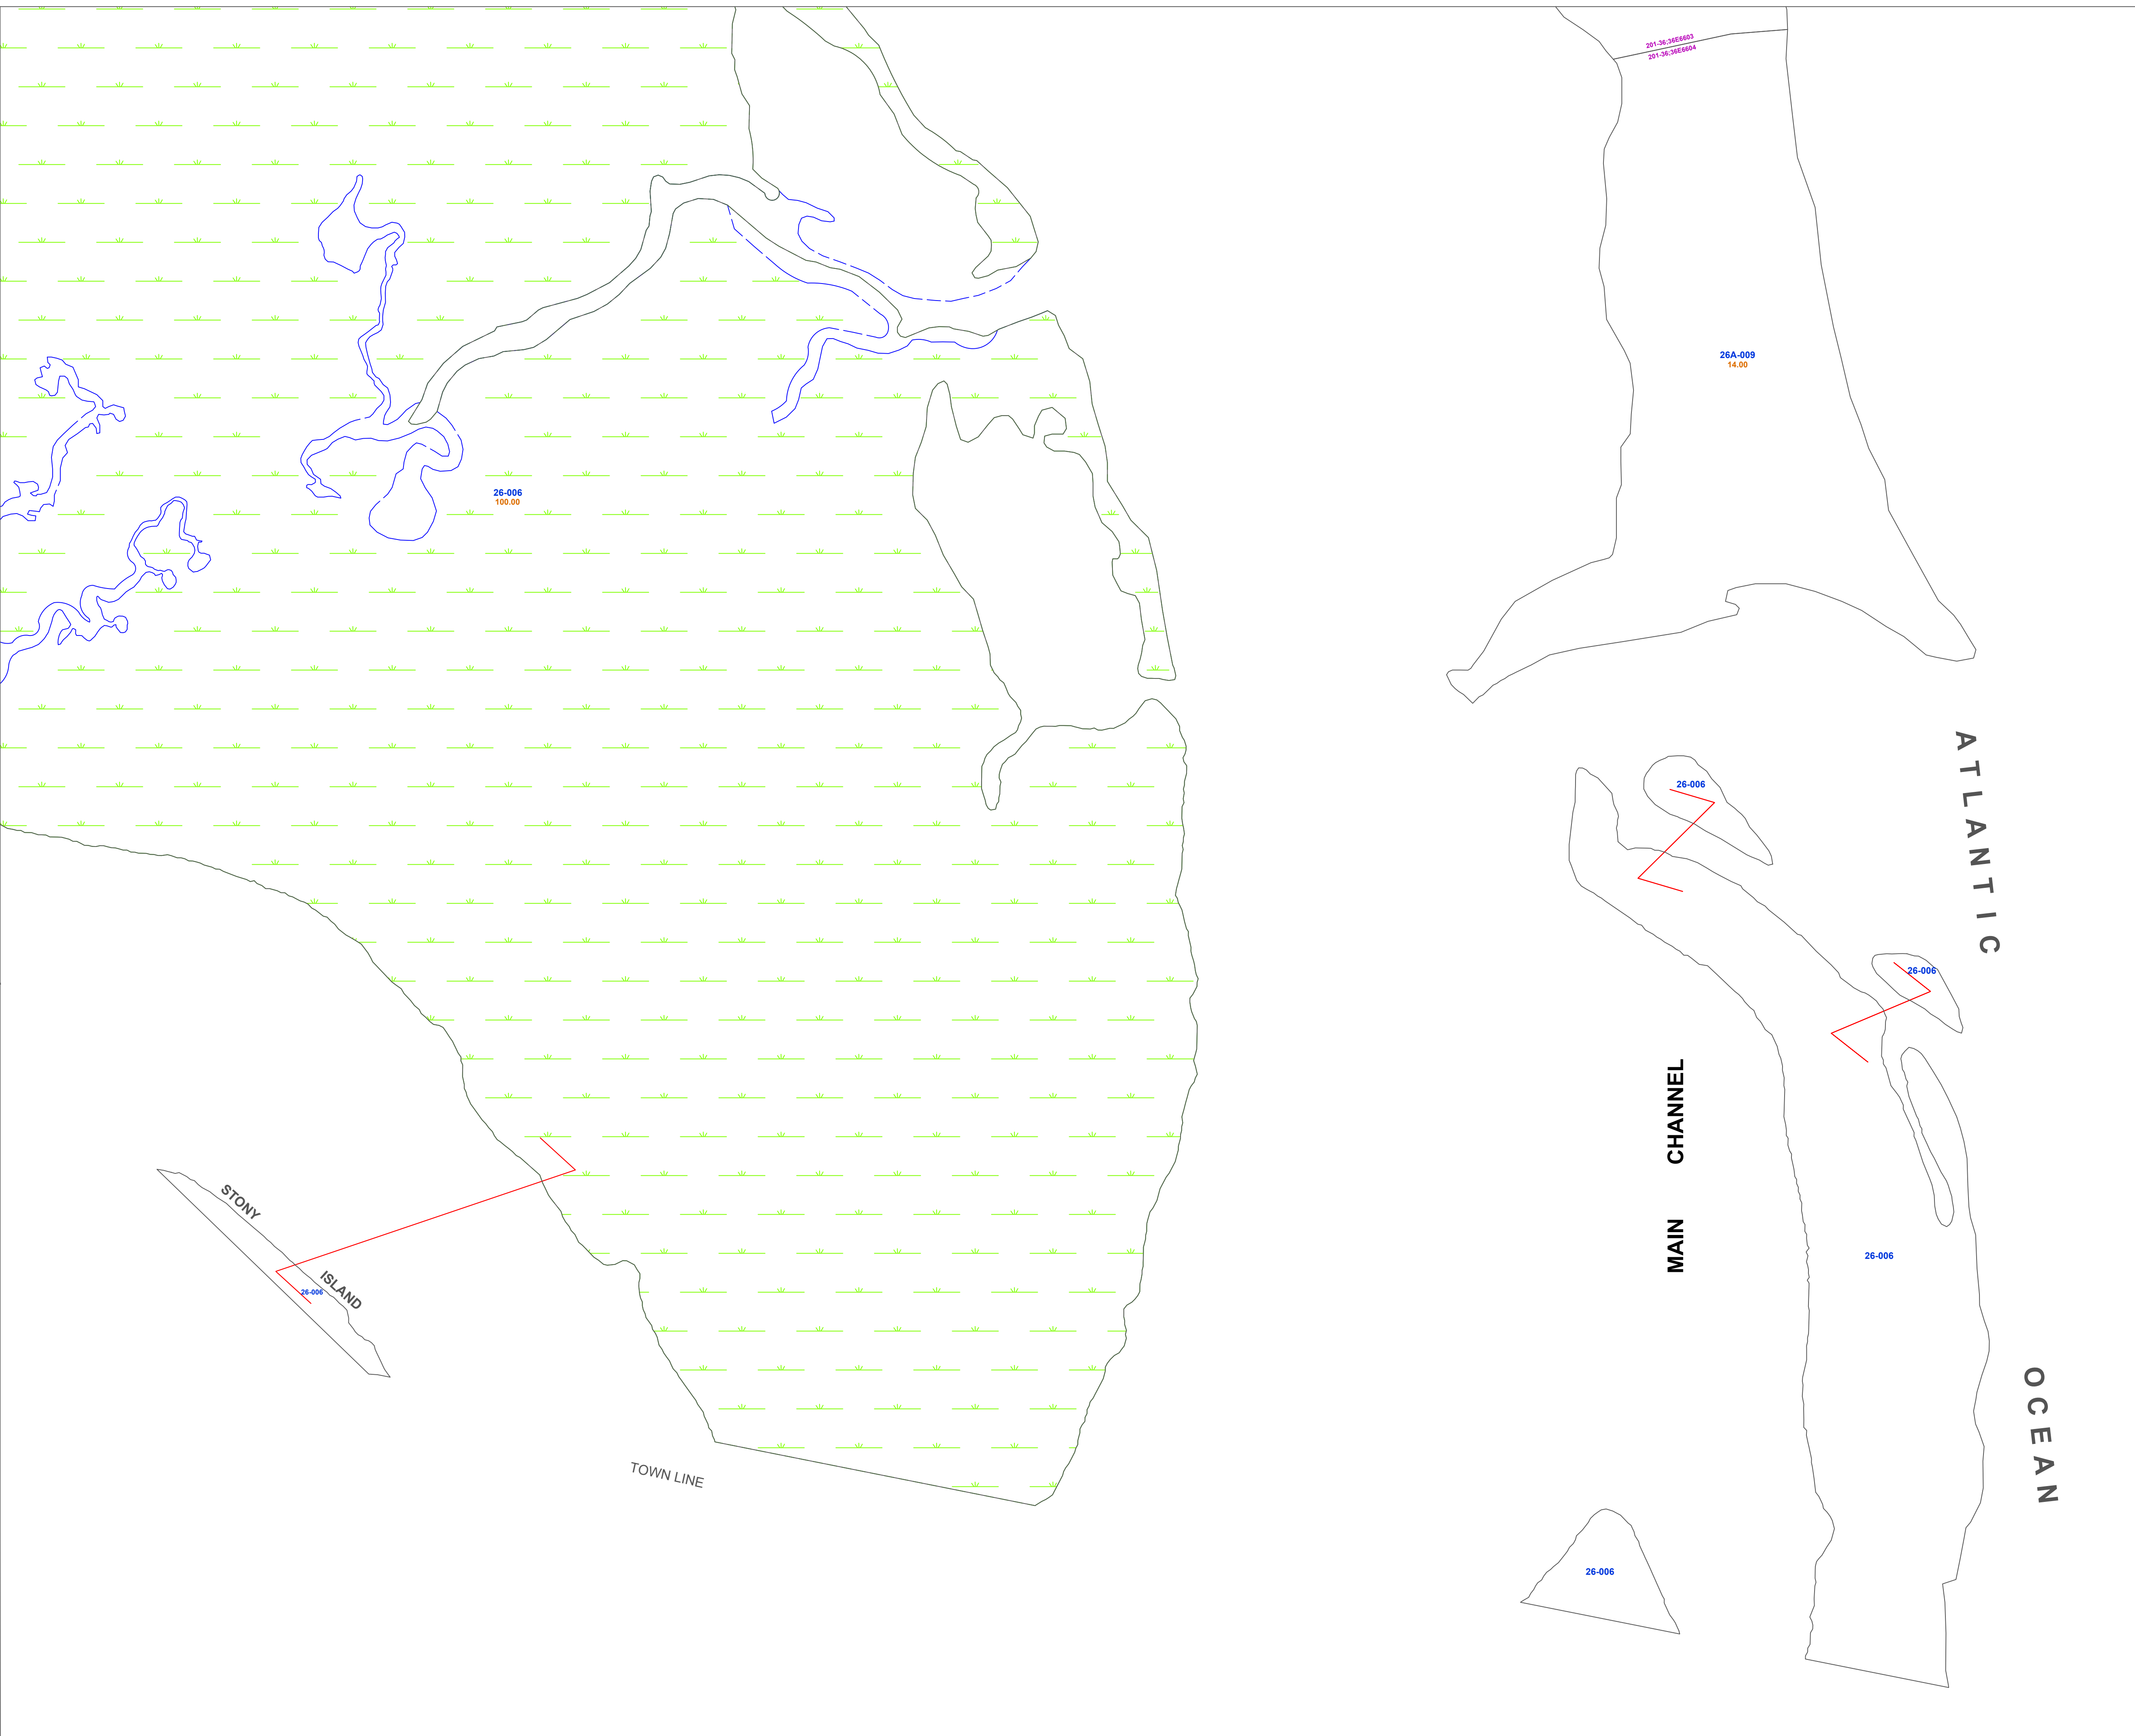 201-36;36E6603
201-36;36E6604
26A-009
14.00
26-006
100.00
ATLANTIC
26-006
26-006
MAIN CHANNEL
STONY ISLAND
26-006
26-006
OCEAN
TOWN LINE
26-006